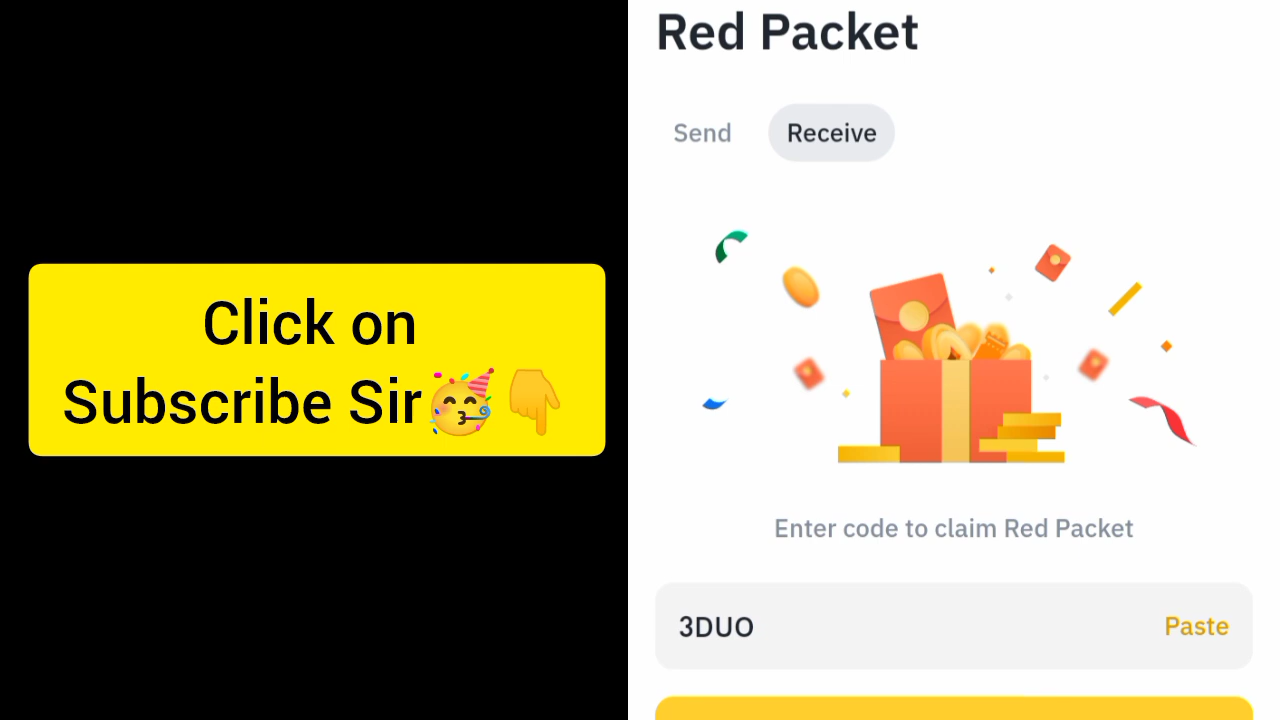 Click on
Subscribe Sir🥳👇
Red Packet
Send
Receive
Enter code to claim Red Packet
3DUO
Paste